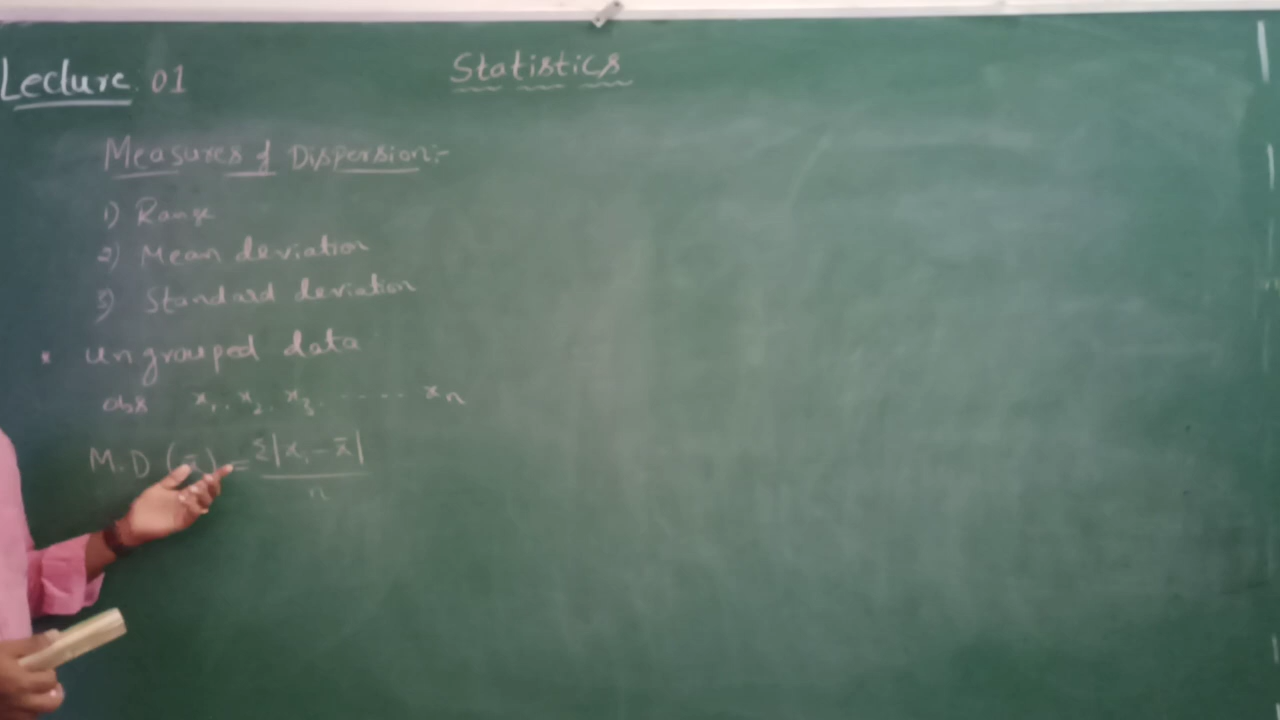 Lecture 01
Statistics
Measures of Dispersion:-
1) Range
2) Mean deviation
3) Standard deviation
* ungrouped data
obs x₁, x₂, x₃, ...... xₙ
M.D (x̄) = Σ|xᵢ - x̄| / n